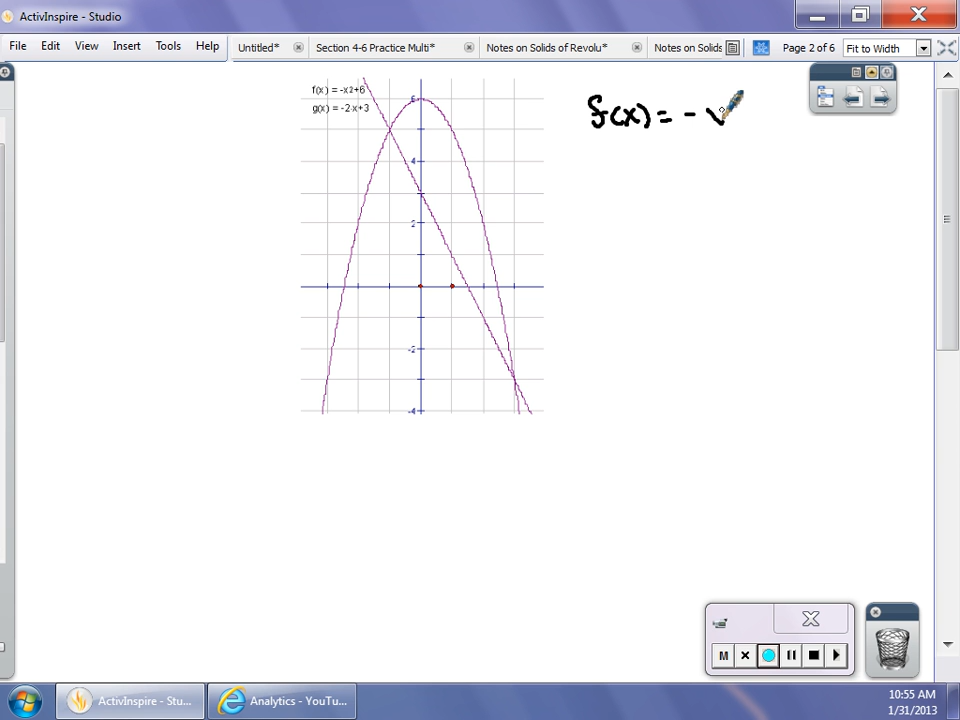 ActivInspire - Studio
File Edit View Insert Tools Help Untitled* Section 4-6 Practice Multi* Notes on Solids of Revolu* Notes on Solids Page 2 of 6 Fit to Width
f(x) = -x2+6
g(x) = -2·x+3
f(x) = -
6
4
2
-2
-4
M
ActivInspire - Stu...
Analytics - YouTu...
10:55 AM
1/31/2013